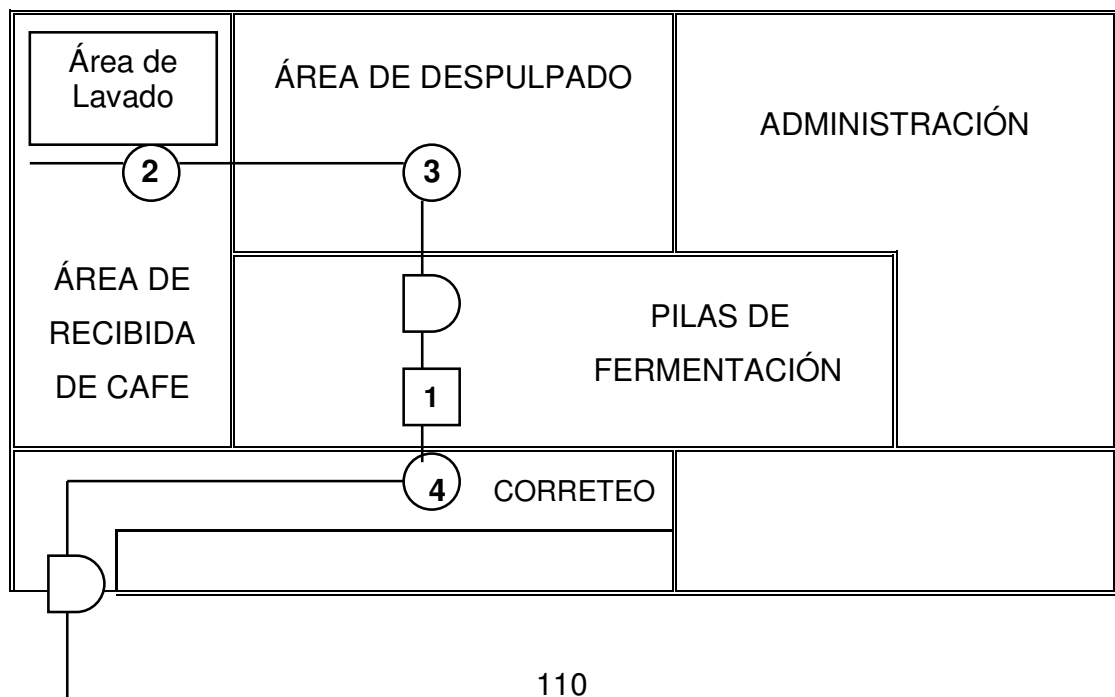 Área de
Lavado
ÁREA DE DESPULPADO
ADMINISTRACIÓN
2
3
ÁREA DE
RECIBIDA
DE CAFE
PILAS DE
FERMENTACIÓN
1
4
CORRETEO
110